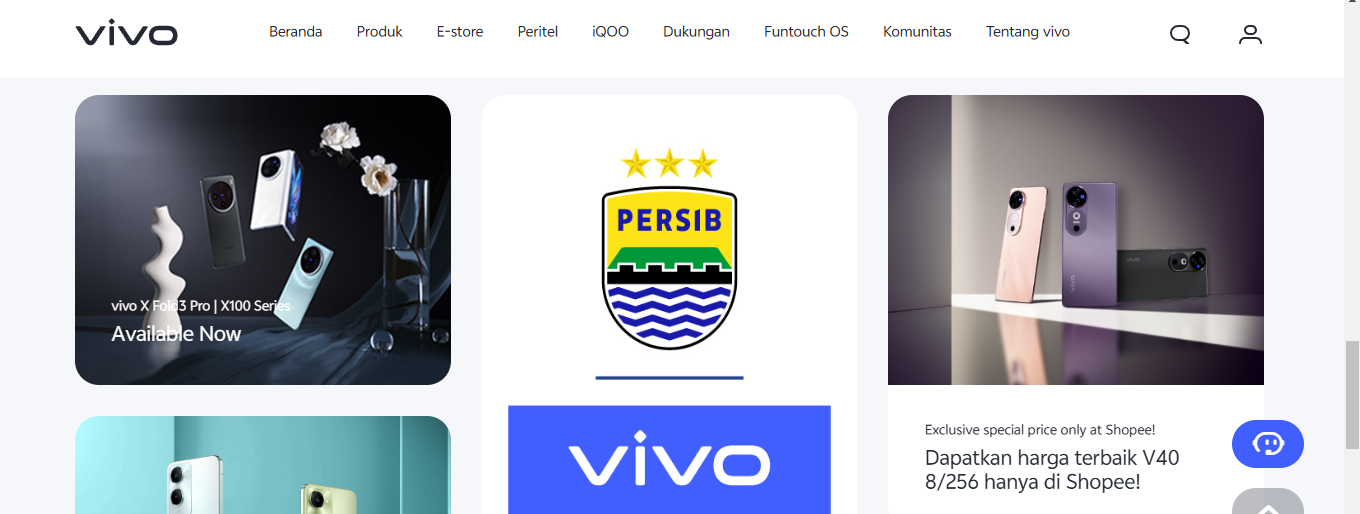 vivo
Beranda Produk E-store Peritel iQOO Dukungan Funtouch OS Komunitas Tentang vivo
vivo X Fold3 Pro | X100 Series
Available Now
PERSIB
vivo
Exclusive special price only at Shopee!
Dapatkan harga terbaik V40
8/256 hanya di Shopee!